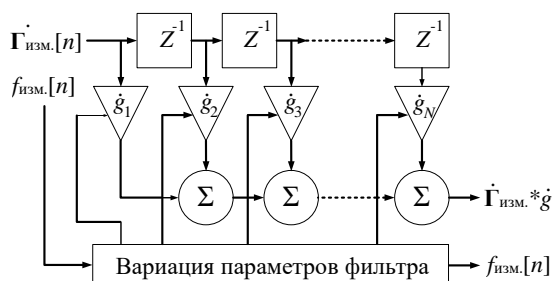 Γ̇изм.[n]
Z⁻¹ Z⁻¹ Z⁻¹
fизм.[n]
ġ₁ ġ₂ ġ₃ ġN
Σ Σ Σ
Γ̇изм.*ġ
Вариация параметров фильтра
fизм.[n]